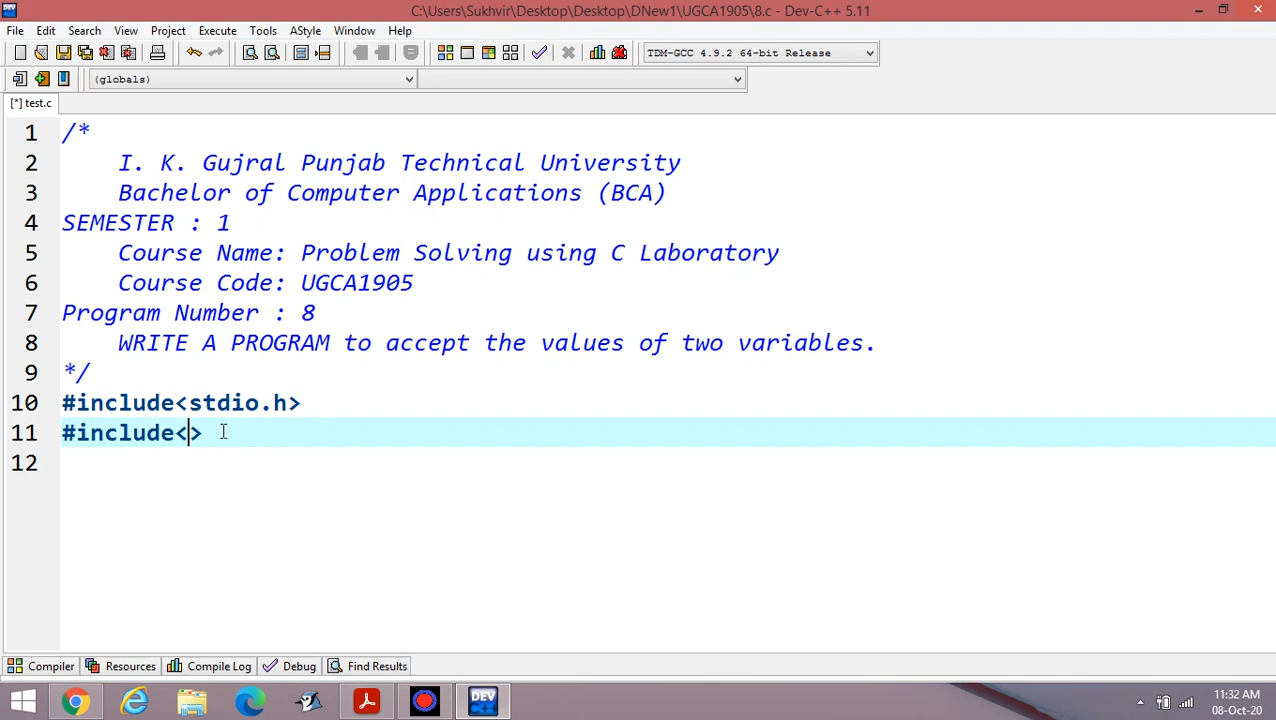 C:\Users\Sukhvir\Desktop\Desktop\DNew1\UGCA1905\8.c - Dev-C++ 5.11
File Edit Search View Project Execute Tools AStyle Window Help
TDM-GCC 4.9.2 64-bit Release
(globals)
[*] test.c
1 /*
2 I. K. Gujral Punjab Technical University
3 Bachelor of Computer Applications (BCA)
4 SEMESTER : 1
5 Course Name: Problem Solving using C Laboratory
6 Course Code: UGCA1905
7 Program Number : 8
8 WRITE A PROGRAM to accept the values of two variables.
9 */
10 #include<stdio.h>
11 #include<>
12
Compiler Resources Compile Log Debug Find Results
DEV C++
11:32 AM
08-Oct-20